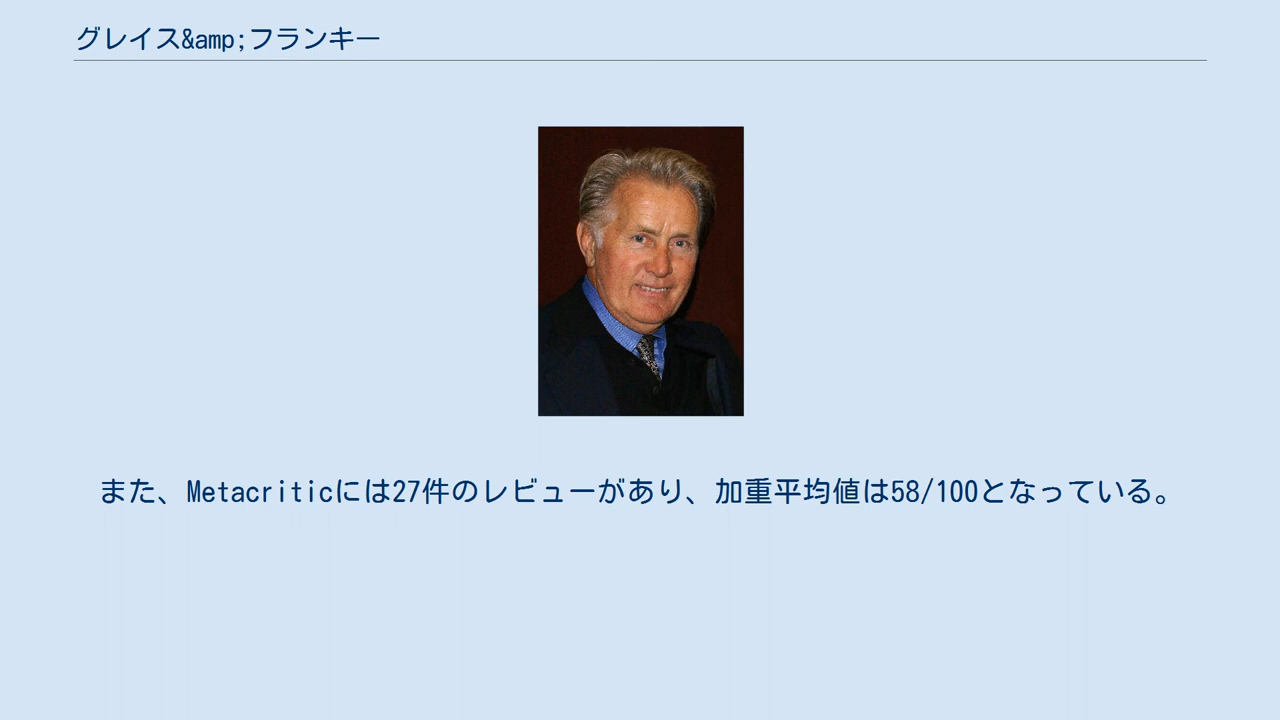 グレイス&amp;フランキー
また、Metacriticには27件のレビューがあり、加重平均値は58/100となっている。